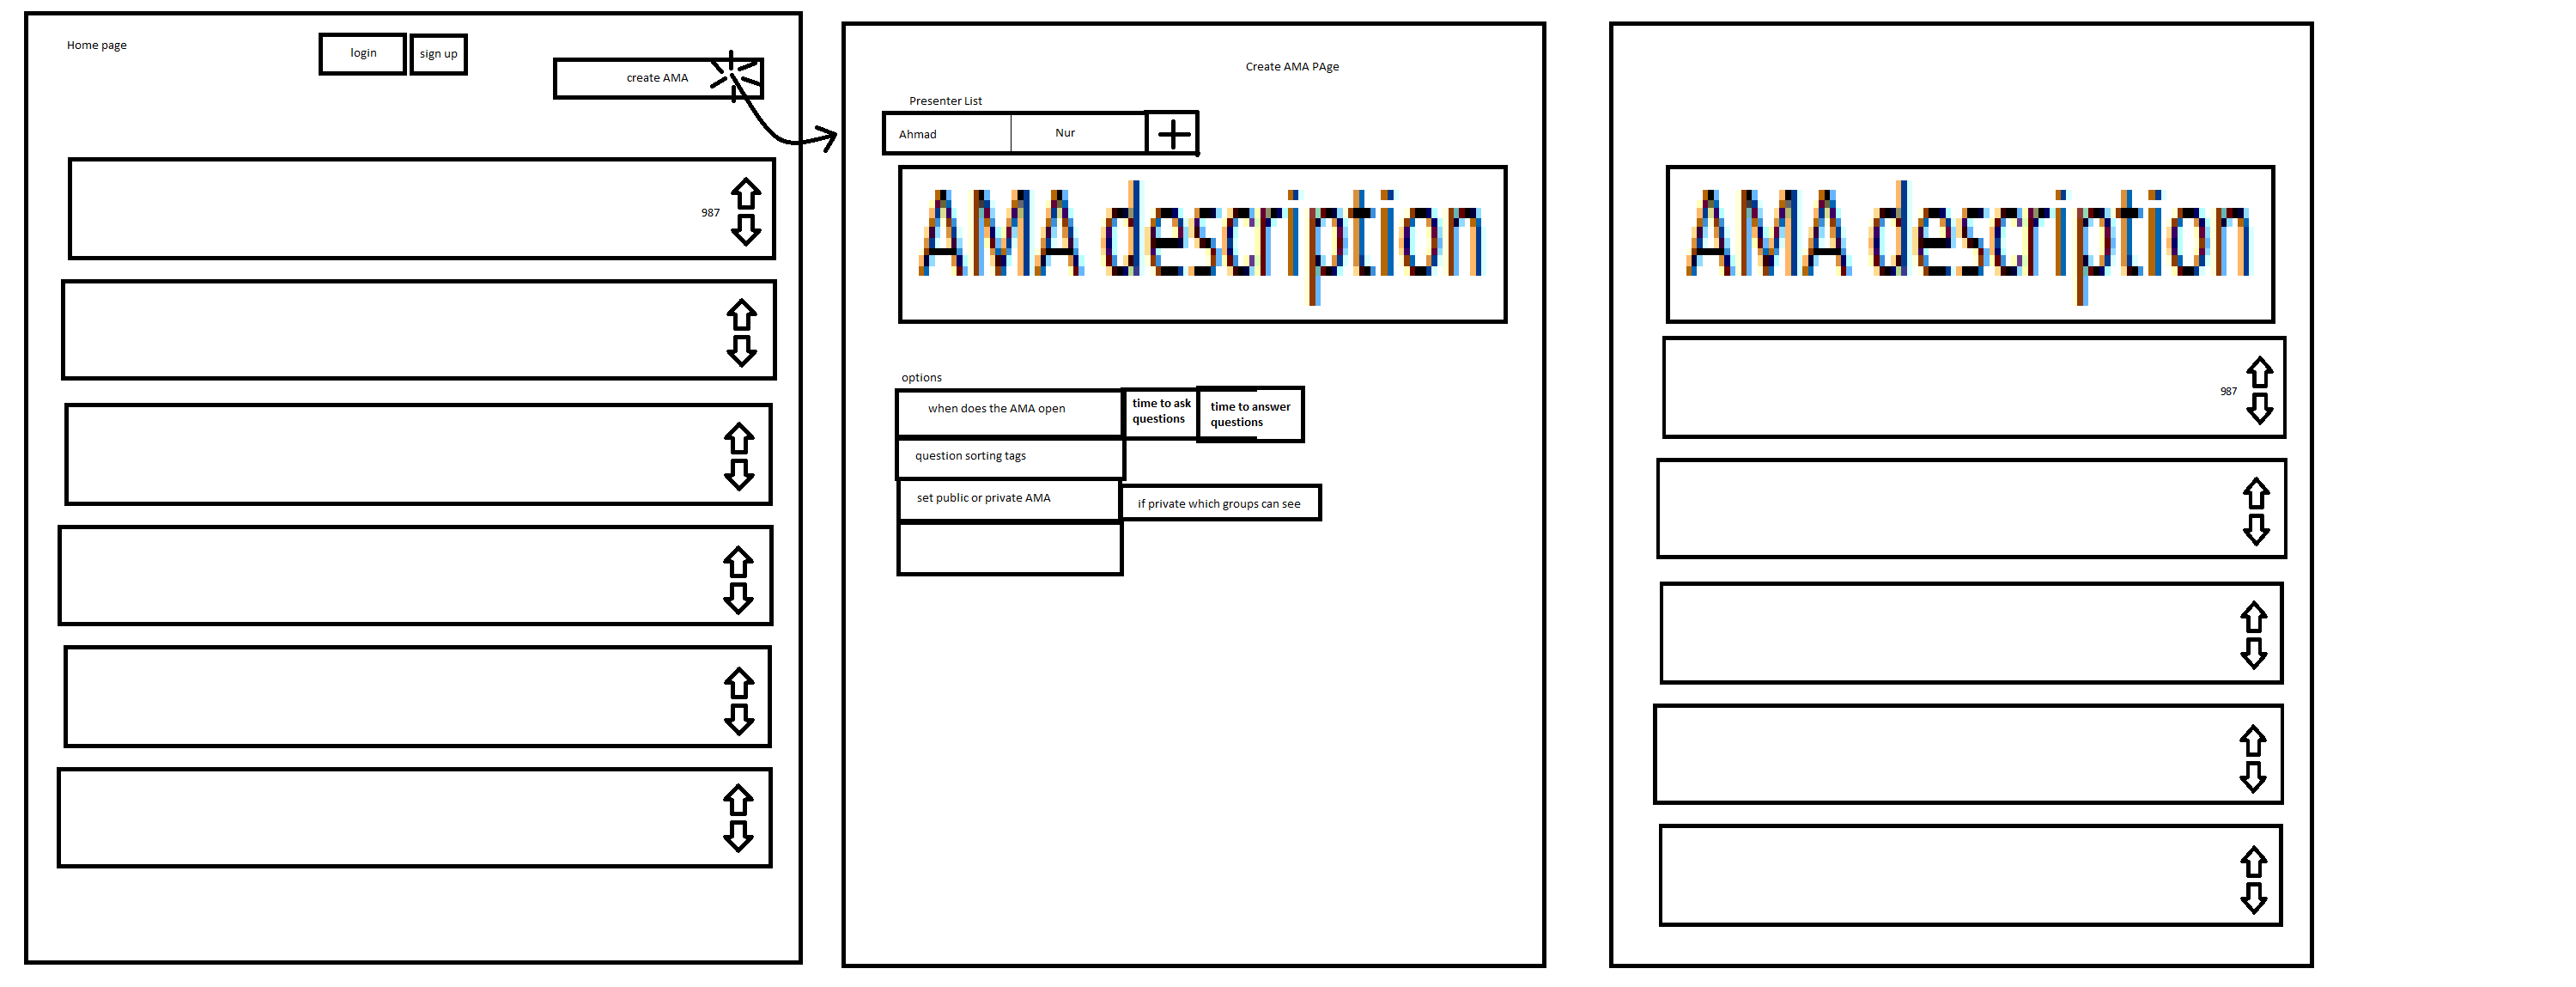 Home page
login
sign up
create AMA
987
Create AMA PAge
Presenter List
Ahmad
Nur
AMA description
options
when does the AMA open
time to ask
questions
time to answer
questions
question sorting tags
set public or private AMA
if private which groups can see
AMA description
987